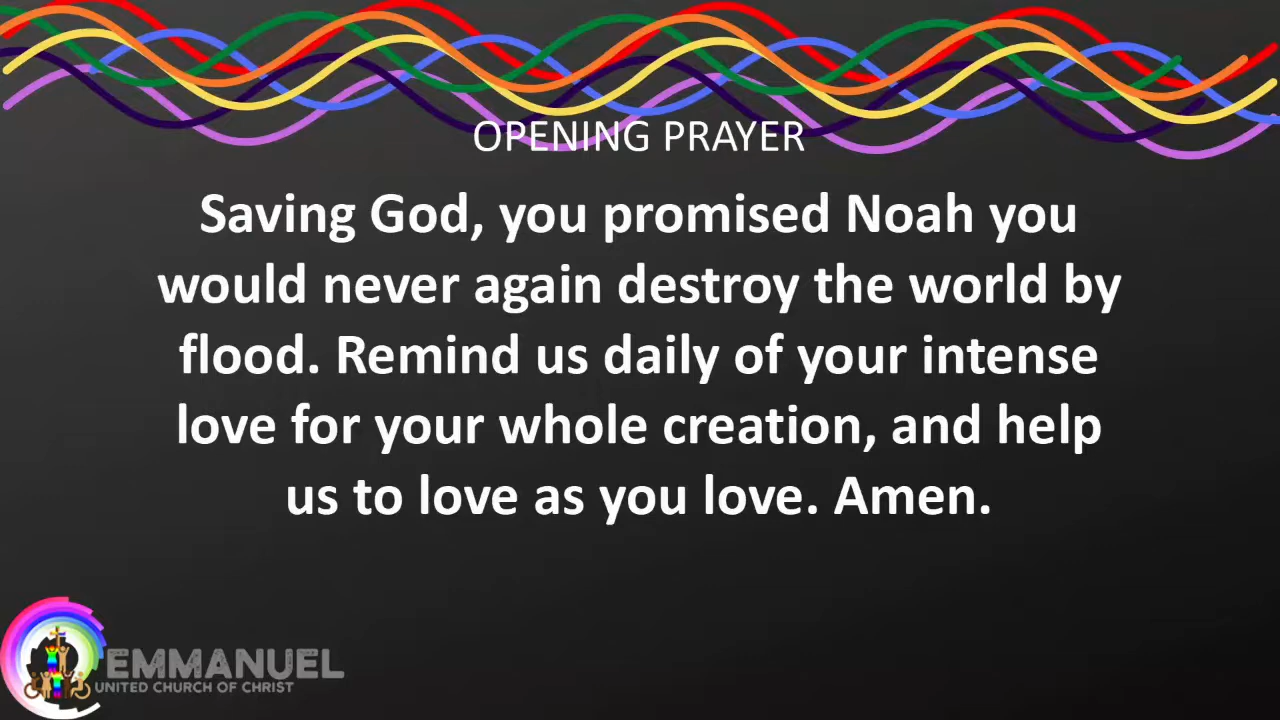 OPENING PRAYER
Saving God, you promised Noah you
would never again destroy the world by
flood. Remind us daily of your intense
love for your whole creation, and help
us to love as you love. Amen.
EMMANUEL
UNITED CHURCH OF CHRIST